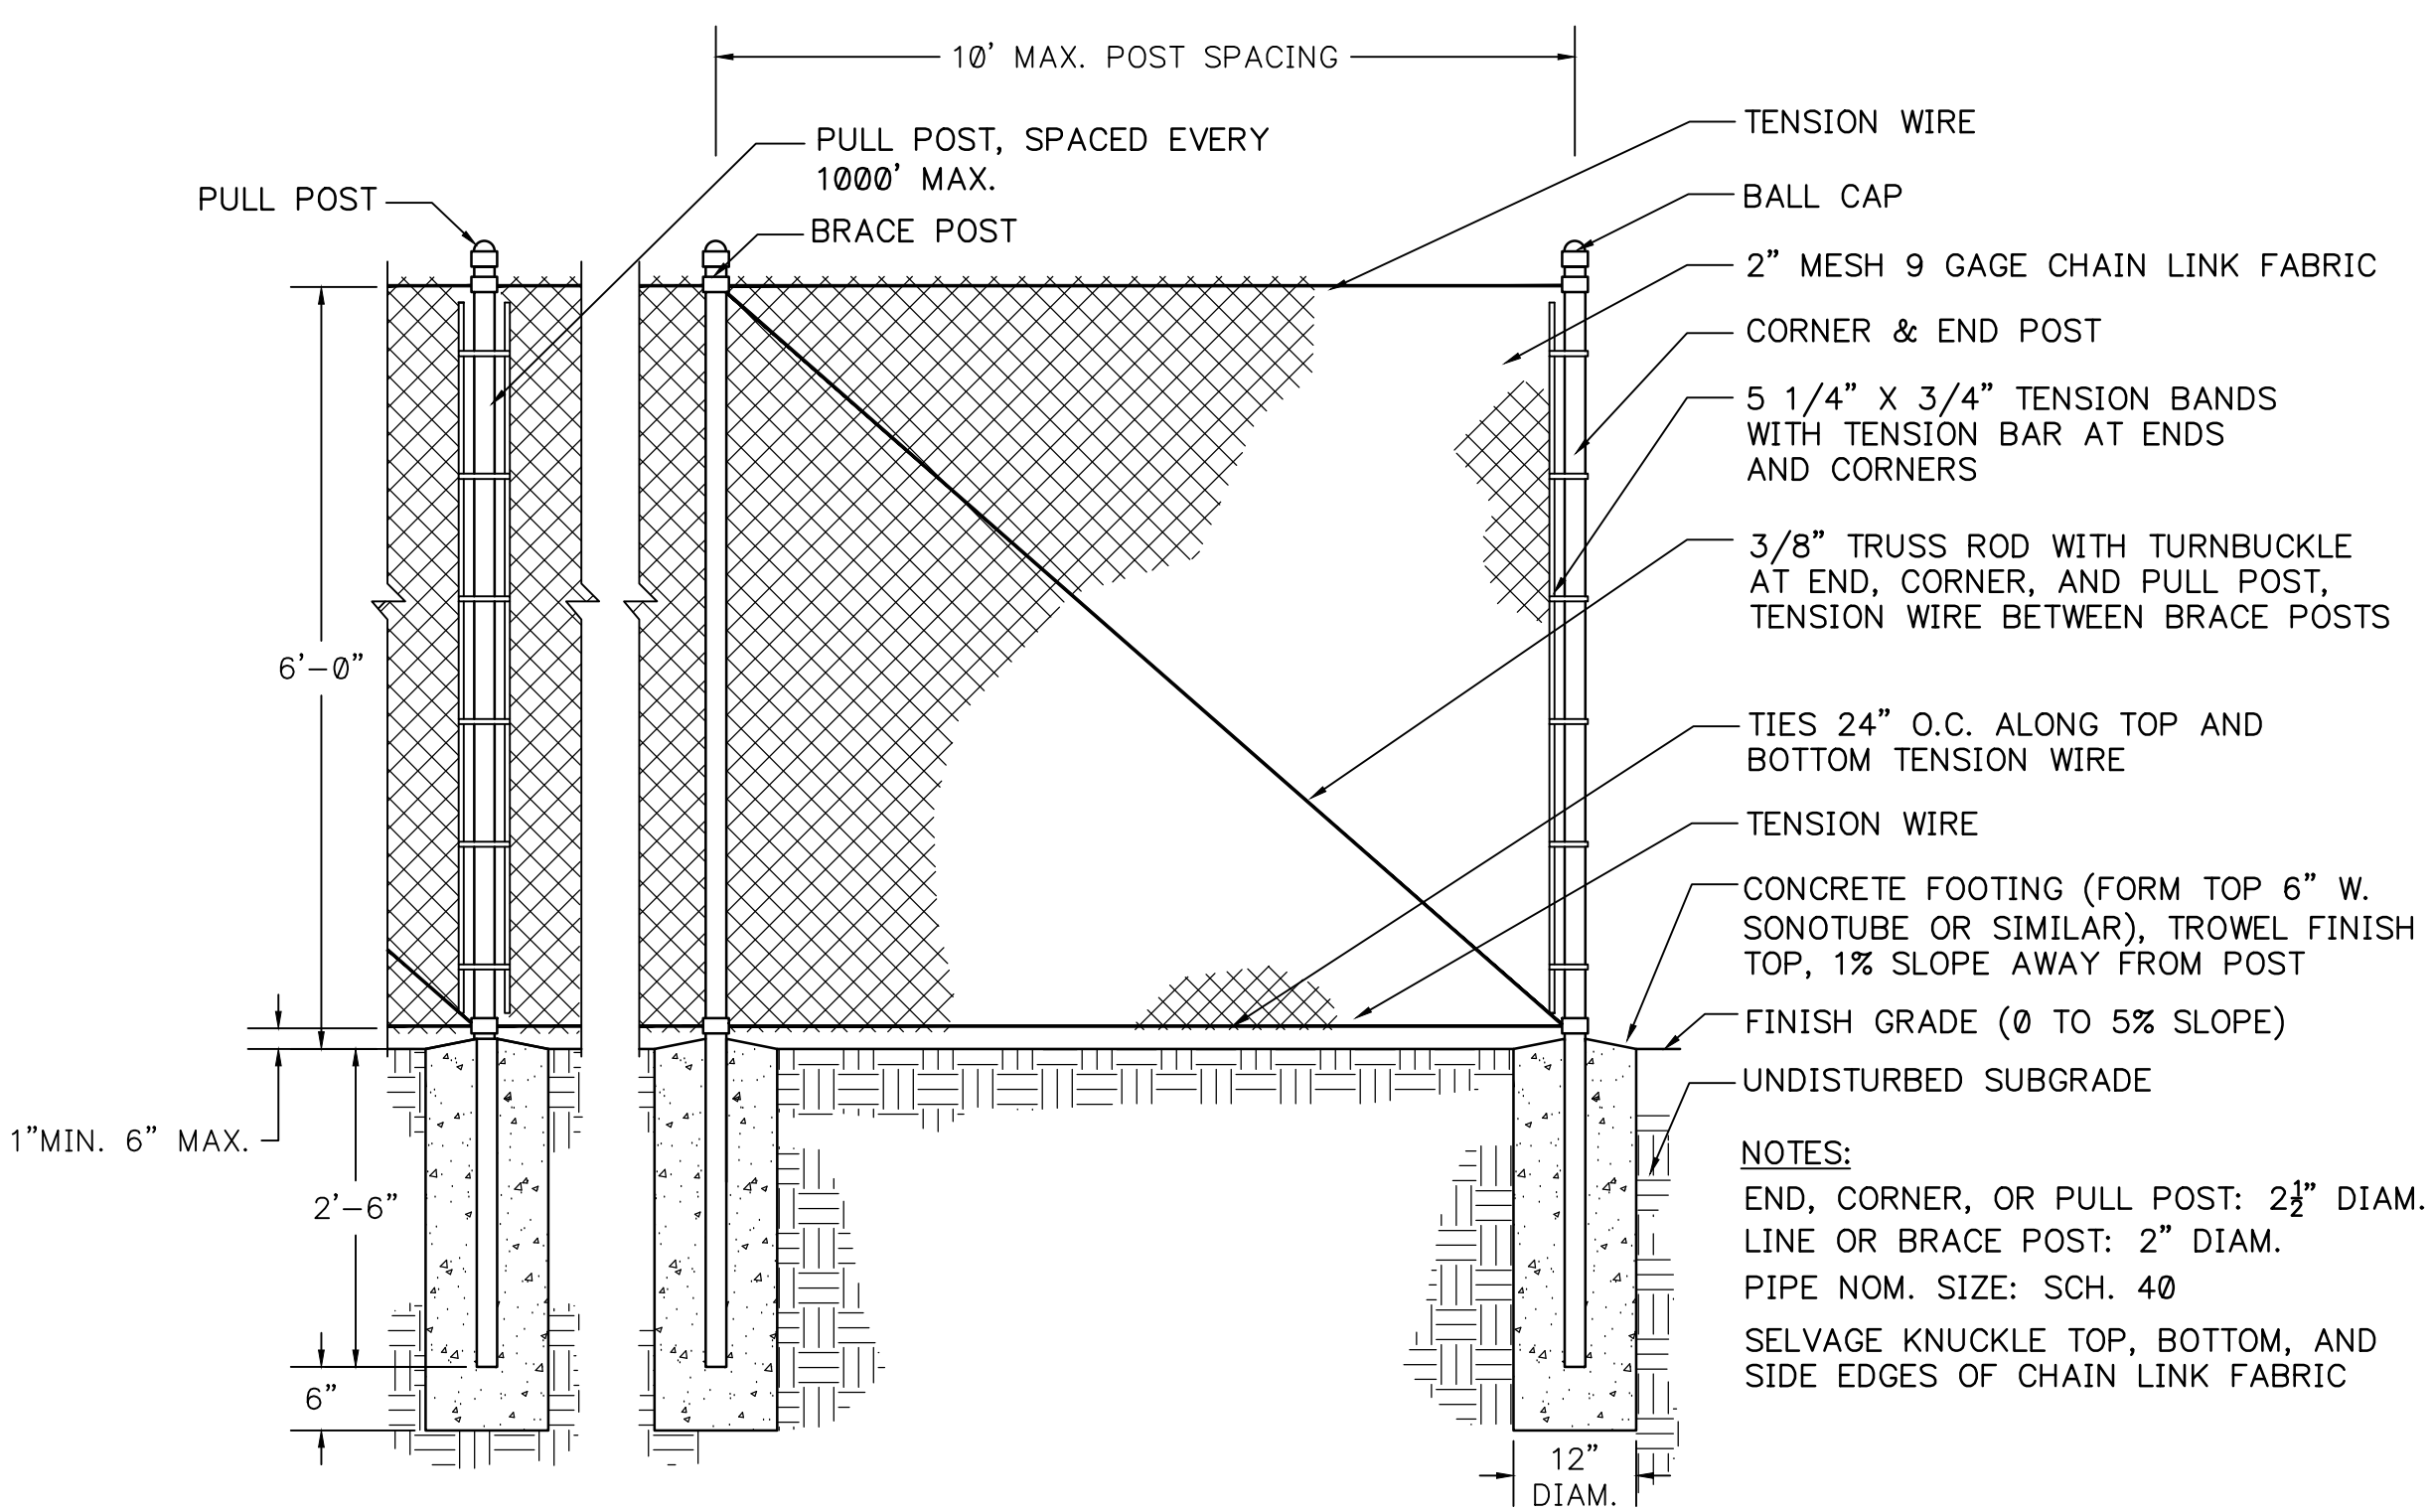 10' MAX. POST SPACING
PULL POST, SPACED EVERY
1000' MAX.
PULL POST
BRACE POST
TENSION WIRE
BALL CAP
2" MESH 9 GAGE CHAIN LINK FABRIC
CORNER & END POST
5 1/4" X 3/4" TENSION BANDS
WITH TENSION BAR AT ENDS
AND CORNERS
3/8" TRUSS ROD WITH TURNBUCKLE
AT END, CORNER, AND PULL POST,
TENSION WIRE BETWEEN BRACE POSTS
6'-0"
TIES 24" O.C. ALONG TOP AND
BOTTOM TENSION WIRE
TENSION WIRE
CONCRETE FOOTING (FORM TOP 6" W.
SONOTUBE OR SIMILAR), TROWEL FINISH
TOP, 1% SLOPE AWAY FROM POST
FINISH GRADE (0 TO 5% SLOPE)
UNDISTURBED SUBGRADE
1"MIN. 6" MAX.
2'-6"
6"
12"
DIAM.
NOTES:
END, CORNER, OR PULL POST: 2½" DIAM.
LINE OR BRACE POST: 2" DIAM.
PIPE NOM. SIZE: SCH. 40
SELVAGE KNUCKLE TOP, BOTTOM, AND
SIDE EDGES OF CHAIN LINK FABRIC